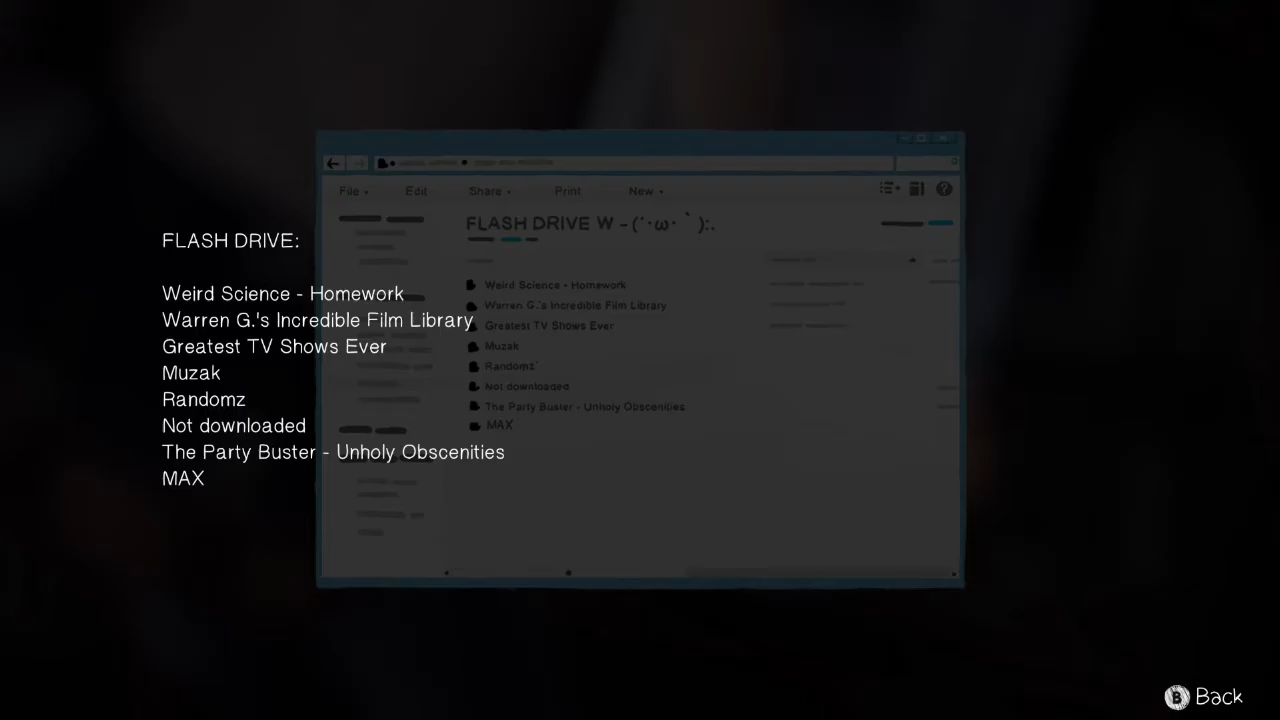 File Edit Share Print New
FLASH DRIVE W -(´･ω･`):.
FLASH DRIVE:
Weird Science - Homework
Warren G.'s Incredible Film Library
Greatest TV Shows Ever
Muzak
Randomz
Not downloaded
The Party Buster - Unholy Obscenities
MAX
Weird Science - Homework
Warren G.'s Incredible Film Library
Greatest TV Shows Ever
Muzak
Randomz`
Not downloaded
The Party Buster - Unholy Obscenities
MAX
B Back